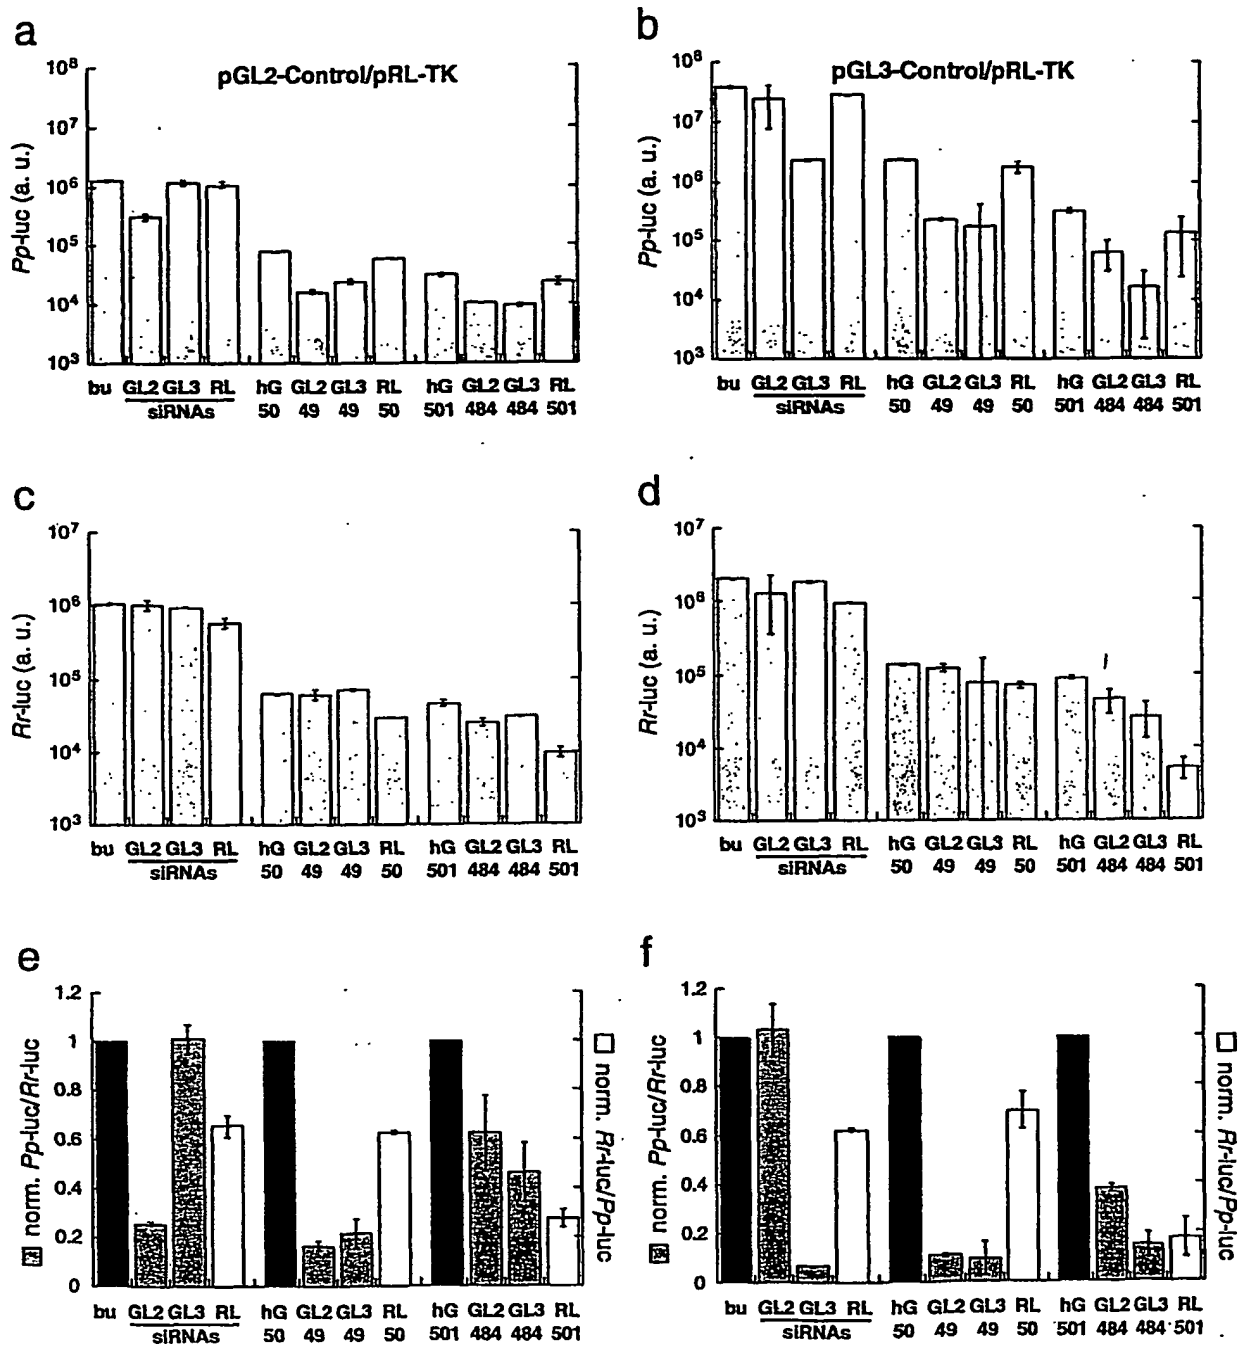 a
pGL2-Control/pRL-TK
Pp-luc (a. u.)
10⁸
10⁷
10⁶
10⁵
10⁴
10³
bu GL2 GL3 RL hG GL2 GL3 RL hG GL2 GL3 RL
siRNAs 50 49 49 50 501 484 484 501
b
pGL3-Control/pRL-TK
Pp-luc (a. u.)
10⁸
10⁷
10⁶
10⁵
10⁴
10³
bu GL2 GL3 RL hG GL2 GL3 RL hG GL2 GL3 RL
siRNAs 50 49 49 50 501 484 484 501
c
Rr-luc (a. u.)
10⁷
10⁶
10⁵
10⁴
10³
bu GL2 GL3 RL hG GL2 GL3 RL hG GL2 GL3 RL
siRNAs 50 49 49 50 501 484 484 501
d
Rr-luc (a. u.)
10⁷
10⁶
10⁵
10⁴
10³
bu GL2 GL3 RL hG GL2 GL3 RL hG GL2 GL3 RL
siRNAs 50 49 49 50 501 484 484 501
e
norm. Pp-luc/Rr-luc
1.2
1
0.8
0.6
0.4
0.2
0
norm. Rr-luc/Pp-luc
bu GL2 GL3 RL hG GL2 GL3 RL hG GL2 GL3 RL
siRNAs 50 49 49 50 501 484 484 501
f
norm. Pp-luc/Rr-luc
1.2
1
0.8
0.6
0.4
0.2
0
norm. Rr-luc/Pp-luc
bu GL2 GL3 RL hG GL2 GL3 RL hG GL2 GL3 RL
siRNAs 50 49 49 50 501 484 484 501